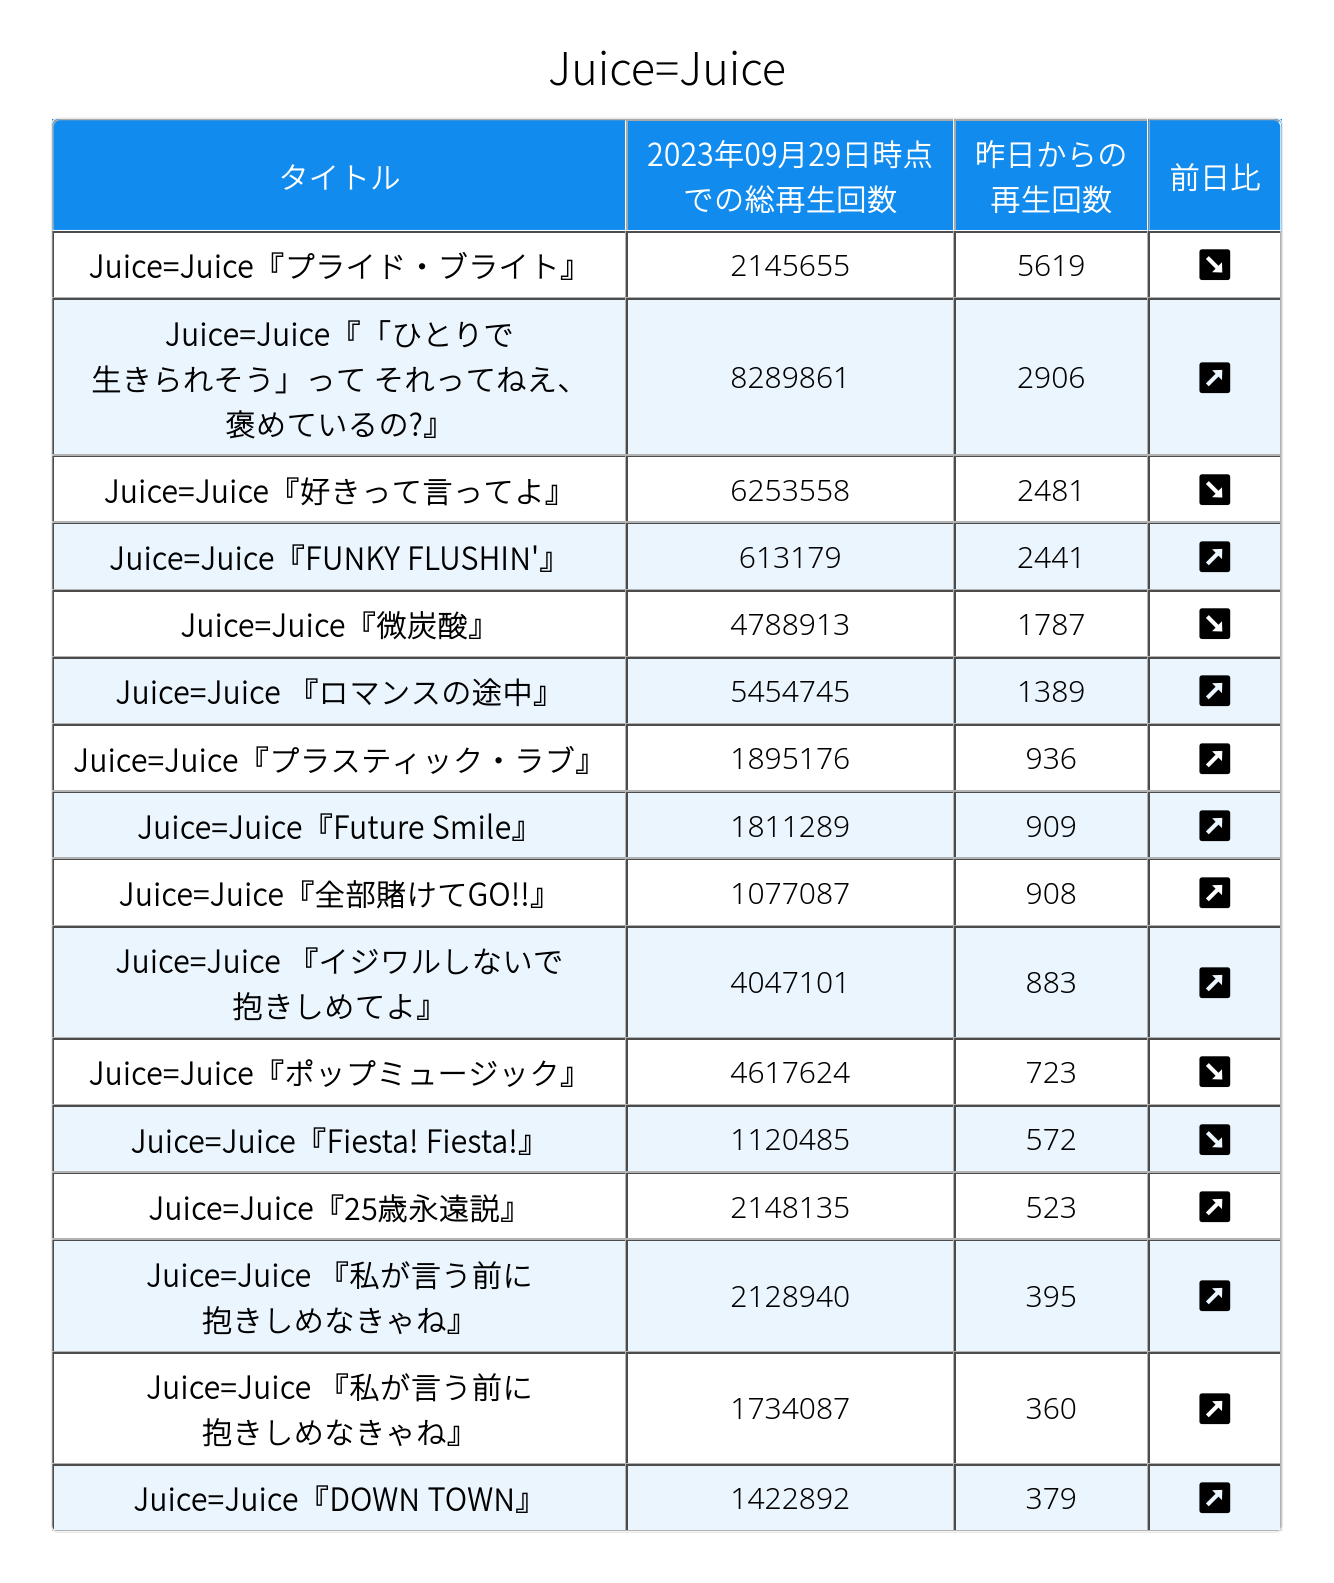 Juice=Juice
タイトル
2023年09月29日時点
での総再生回数
昨日からの
再生回数
前日比
Juice=Juice『プライド・ブライト』
2145655
5619
↘
Juice=Juice『「ひとりで
生きられそう」って それってねえ、
褒めているの?』
8289861
2906
↗
Juice=Juice『好きって言ってよ』
6253558
2481
↘
Juice=Juice『FUNKY FLUSHIN'』
613179
2441
↗
Juice=Juice『微炭酸』
4788913
1787
↘
Juice=Juice 『ロマンスの途中』
5454745
1389
↗
Juice=Juice『プラスティック・ラブ』
1895176
936
↗
Juice=Juice『Future Smile』
1811289
909
↗
Juice=Juice『全部賭けてGO!!』
1077087
908
↗
Juice=Juice 『イジワルしないで
抱きしめてよ』
4047101
883
↗
Juice=Juice『ポップミュージック』
4617624
723
↘
Juice=Juice『Fiesta! Fiesta!』
1120485
572
↘
Juice=Juice『25歳永遠説』
2148135
523
↗
Juice=Juice 『私が言う前に
抱きしめなきゃね』
2128940
395
↗
Juice=Juice 『私が言う前に
抱きしめなきゃね』
1734087
360
↗
Juice=Juice『DOWN TOWN』
1422892
379
↗